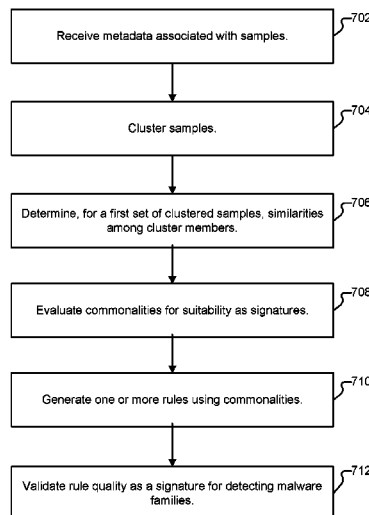 Receive metadata associated with samples.
702
Cluster samples.
704
Determine, for a first set of clustered samples, similarities
among cluster members.
706
Evaluate commonalities for suitability as signatures.
708
Generate one or more rules using commonalities.
710
Validate rule quality as a signature for detecting malware
families.
712